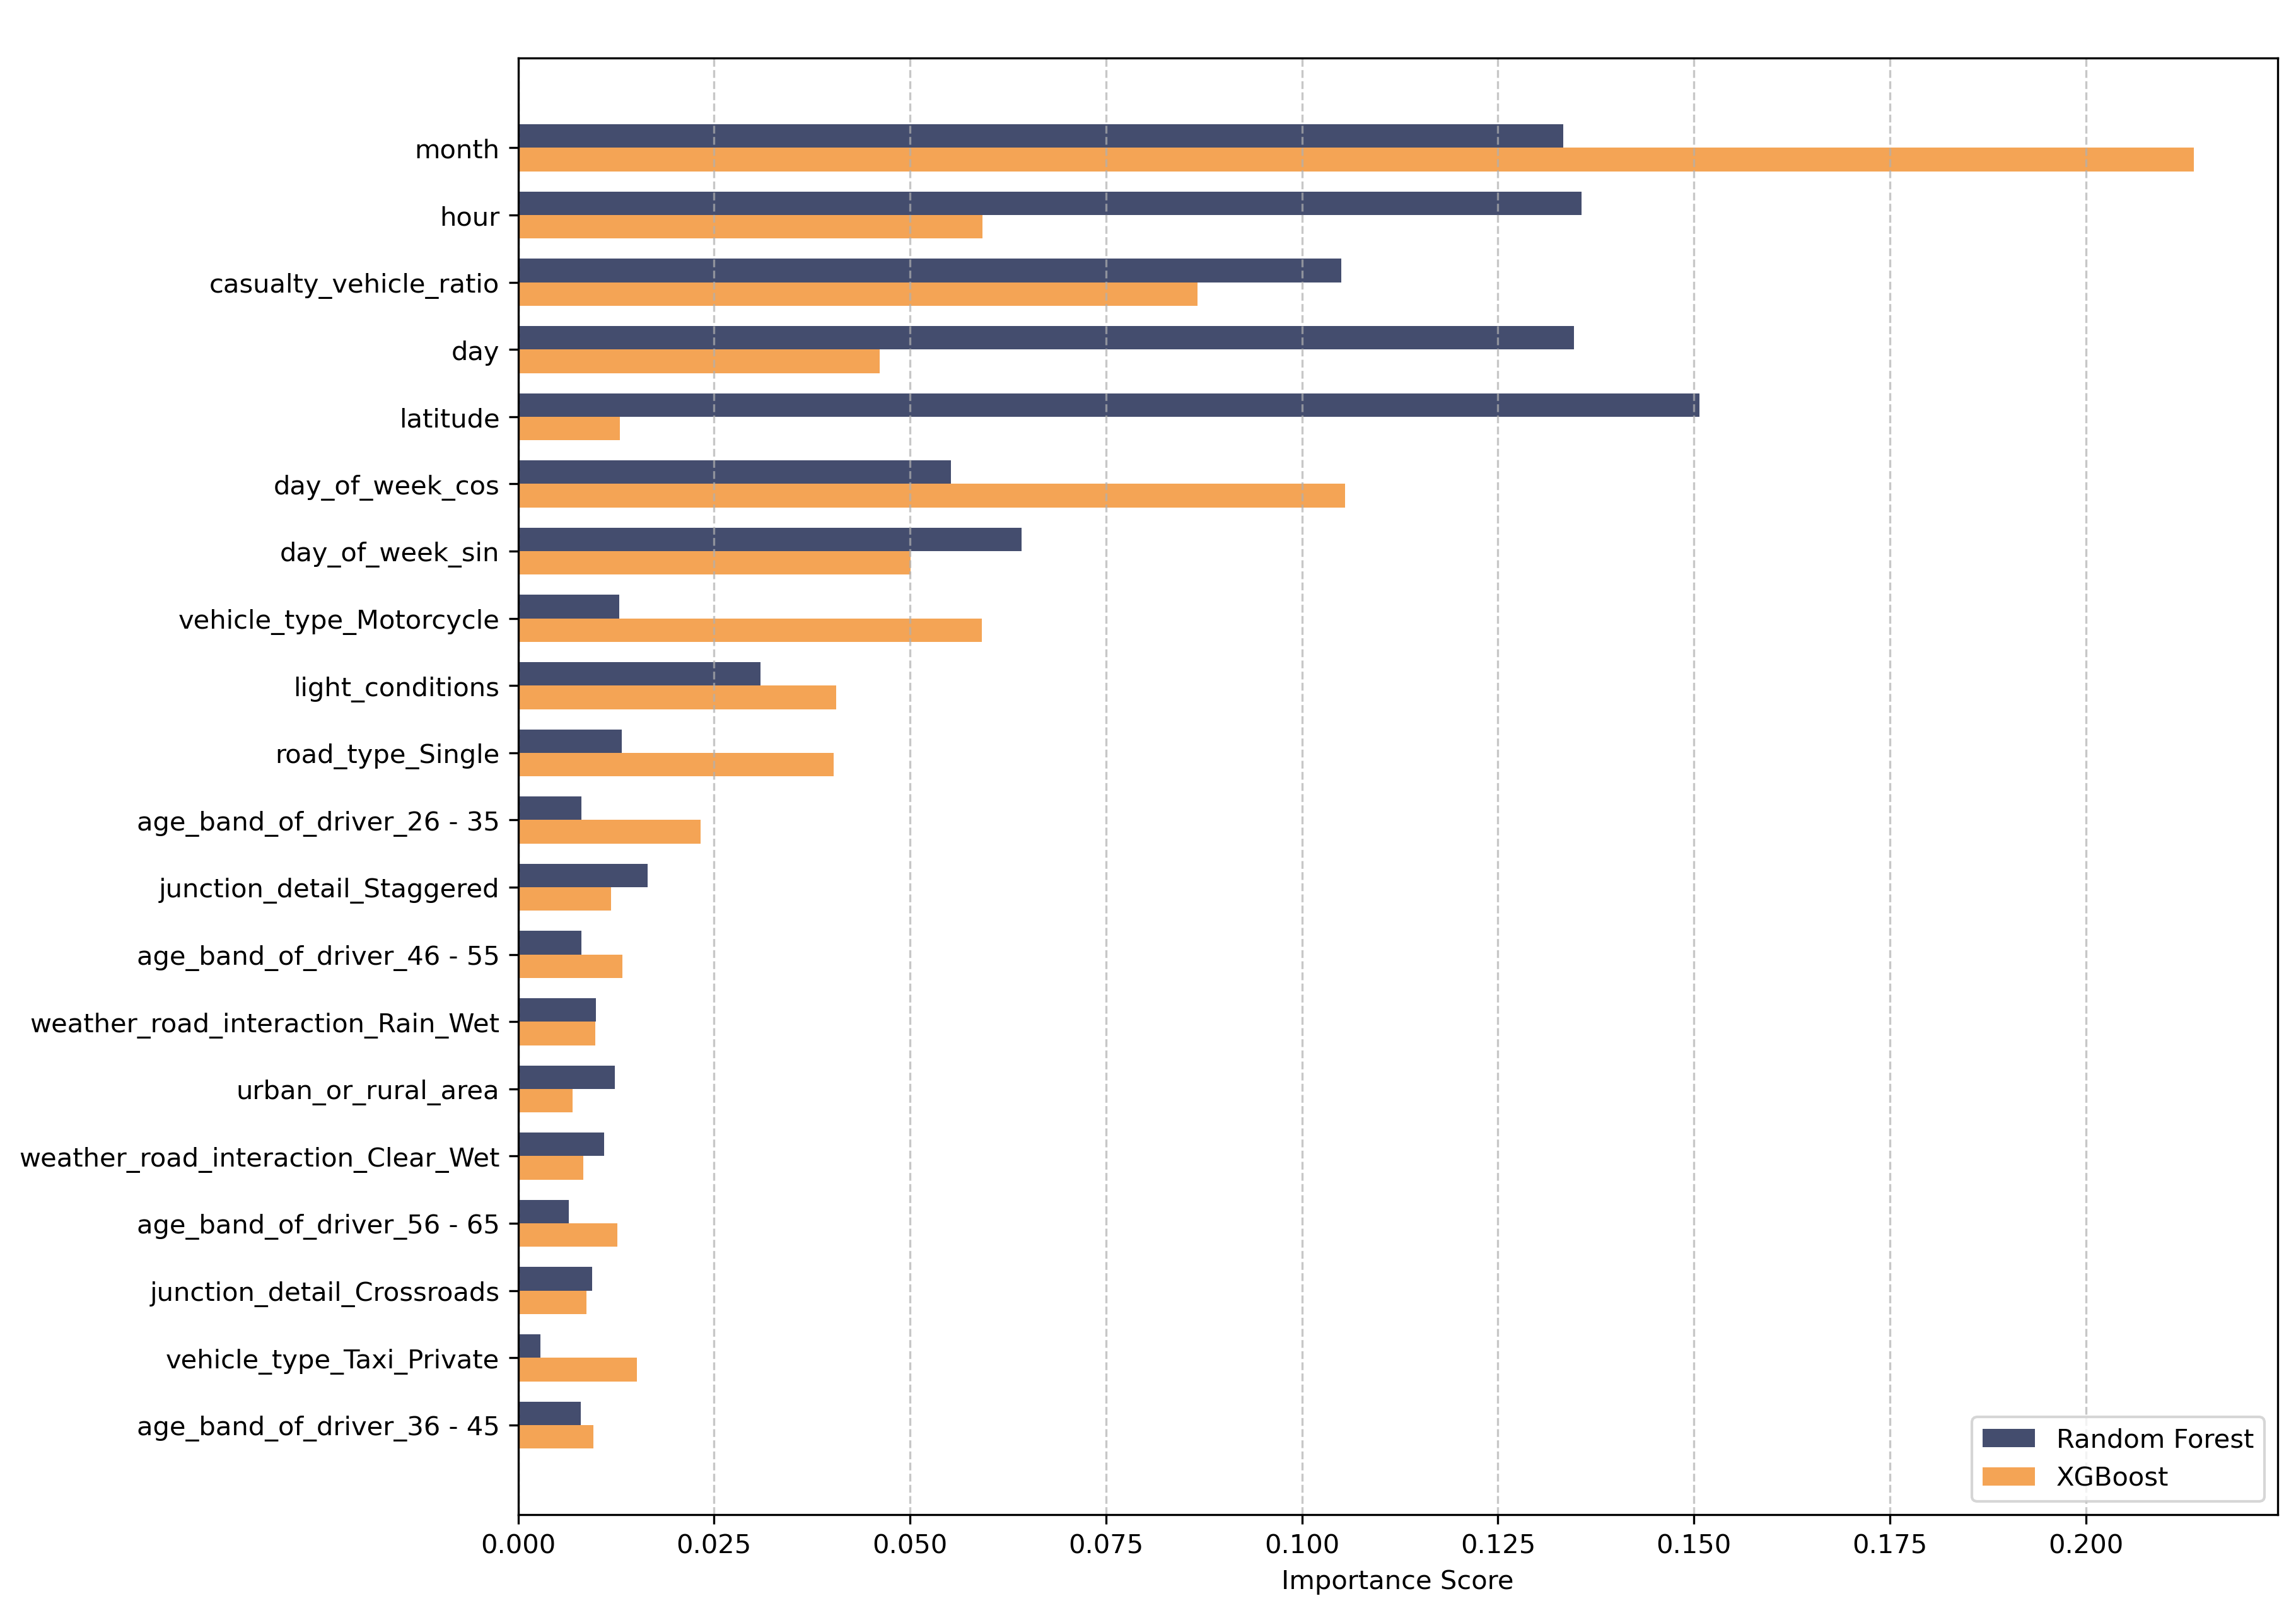 month
hour
casualty_vehicle_ratio
day
latitude
day_of_week_cos
day_of_week_sin
vehicle_type_Motorcycle
light_conditions
road_type_Single
age_band_of_driver_26 - 35
junction_detail_Staggered
age_band_of_driver_46 - 55
weather_road_interaction_Rain_Wet
urban_or_rural_area
weather_road_interaction_Clear_Wet
age_band_of_driver_56 - 65
junction_detail_Crossroads
vehicle_type_Taxi_Private
age_band_of_driver_36 - 45
Random Forest
XGBoost
0.000 0.025 0.050 0.075 0.100 0.125 0.150 0.175 0.200
Importance Score